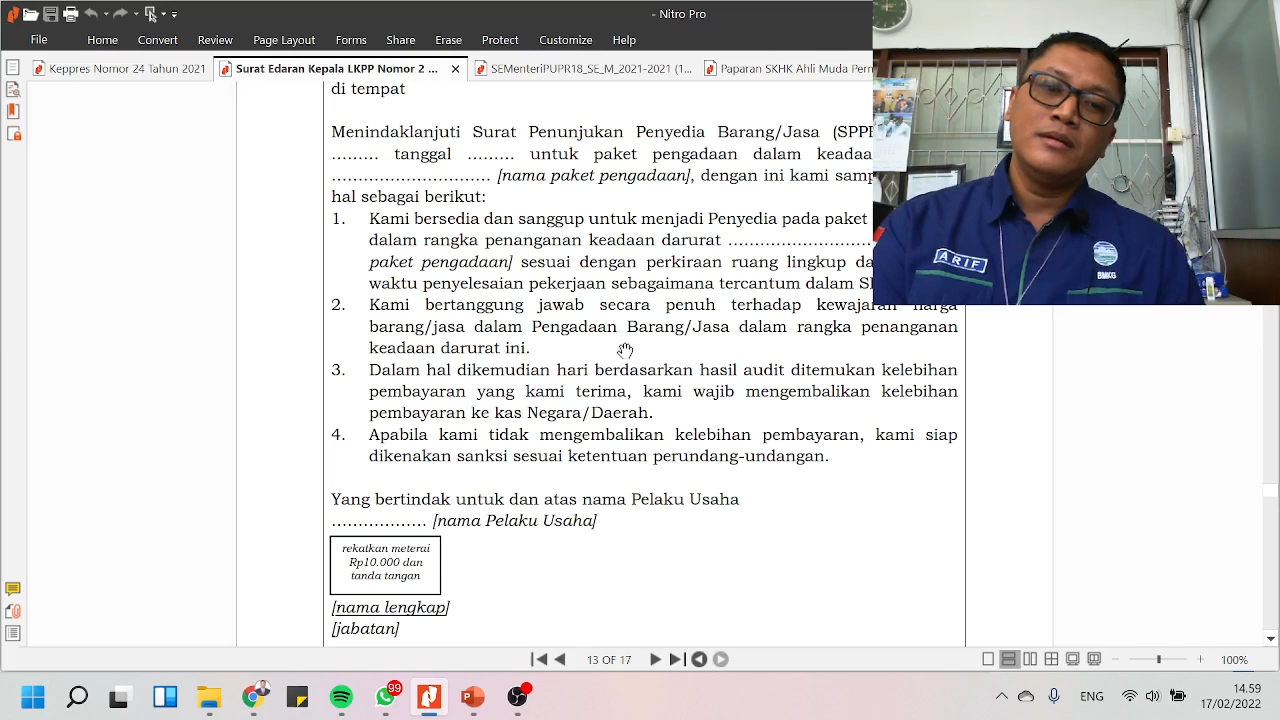 - Nitro Pro
File Home Convert Review Page Layout Forms Share Erase Protect Customize Help
Keppres Nomor 24 Tahun 2021 Surat Edaran Kepala LKPP Nomor 2 ... SEMenteriPUPR18_SE_M_2021-2021 (1... Paparan SKHK Ahli Muda Perm
di tempat
Menindaklanjuti Surat Penunjukan Penyedia Barang/Jasa
......... tanggal ......... untuk paket pengadaan dalam keadaa
.............................. [nama paket pengadaan], dengan ini kami samp
hal sebagai berikut:
1. Kami bersedia dan sanggup untuk menjadi Penyedia pada paket
dalam rangka penanganan keadaan darurat ...........................
paket pengadaan] sesuai dengan perkiraan ruang lingkup da
waktu penyelesaian pekerjaan sebagaimana tercantum dalam
2. Kami bertanggung jawab secara penuh terhadap kewajaran harga
barang/jasa dalam Pengadaan Barang/Jasa dalam rangka penanganan
keadaan darurat ini.
3. Dalam hal dikemudian hari berdasarkan hasil audit ditemukan kelebihan
pembayaran yang kami terima, kami wajib mengembalikan kelebihan
pembayaran ke kas Negara/Daerah.
4. Apabila kami tidak mengembalikan kelebihan pembayaran, kami siap
dikenakan sanksi sesuai ketentuan perundang-undangan.
Yang bertindak untuk dan atas nama Pelaku Usaha
.................. [nama Pelaku Usaha]
rekatkan meterai
Rp10.000 dan
tanda tangan
[nama lengkap]
[jabatan]
ARIF
BMKG
13 OF 17
100%
99
ENG
14.59
17/02/2022